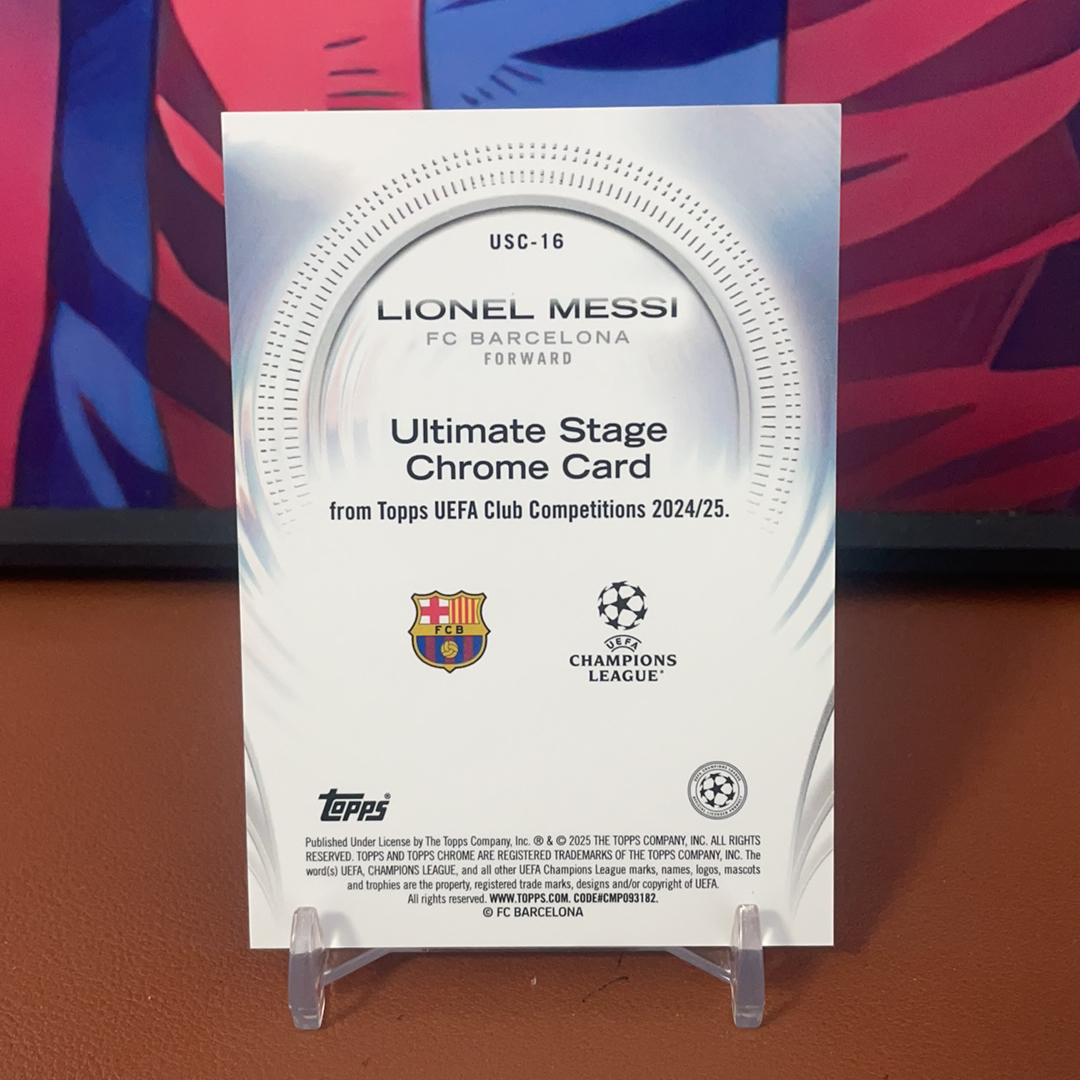 USC-16
LIONEL MESSI
FC BARCELONA
FORWARD
Ultimate Stage
Chrome Card
from Topps UEFA Club Competitions 2024/25.
FCB
UEFA
CHAMPIONS
LEAGUE®
Topps®
Published Under License by The Topps Company, Inc. ® & © 2025 THE TOPPS COMPANY, INC. ALL RIGHTS
RESERVED. TOPPS AND TOPPS CHROME ARE REGISTERED TRADEMARKS OF THE TOPPS COMPANY, INC. The
word(s) UEFA, CHAMPIONS LEAGUE, and all other UEFA Champions League marks, names, logos, mascots
and trophies are the property, registered trade marks, designs and/or copyright of UEFA.
All rights reserved. WWW.TOPPS.COM. CODE#CMP093182.
© FC BARCELONA